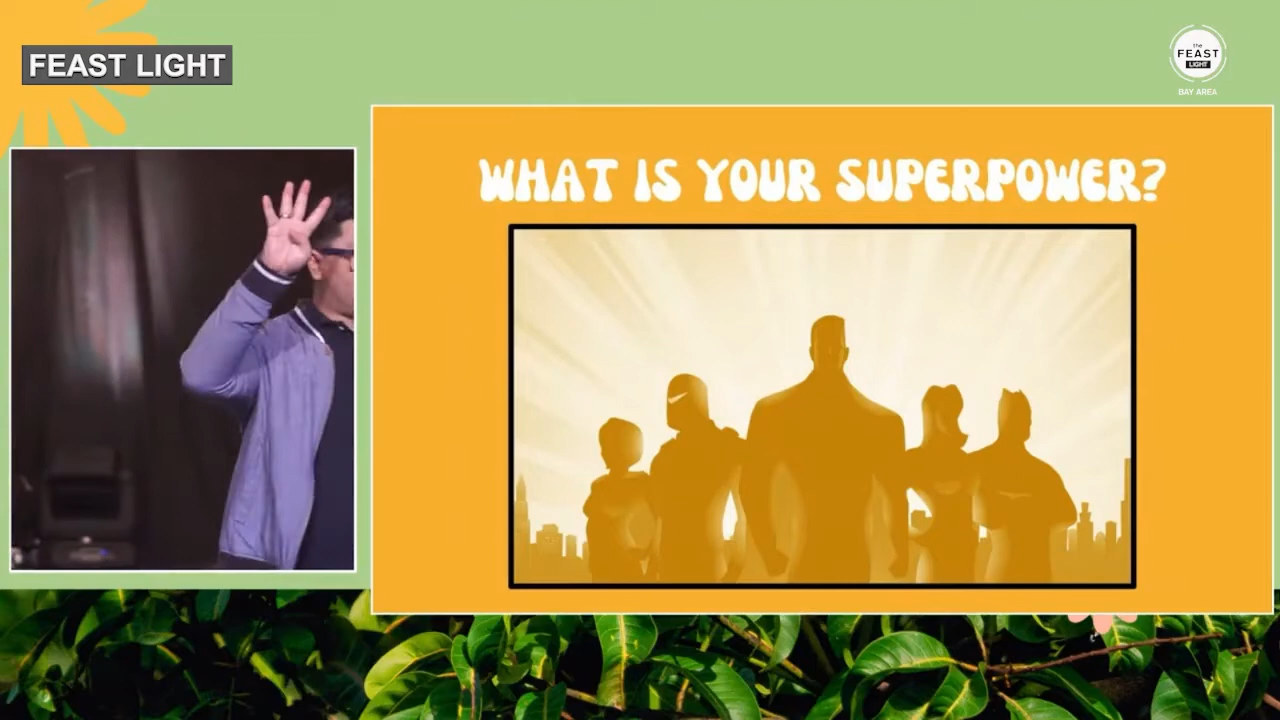 FEAST LIGHT
the
FEAST
LIGHT
BAY AREA
WHAT IS YOUR SUPERPOWER?